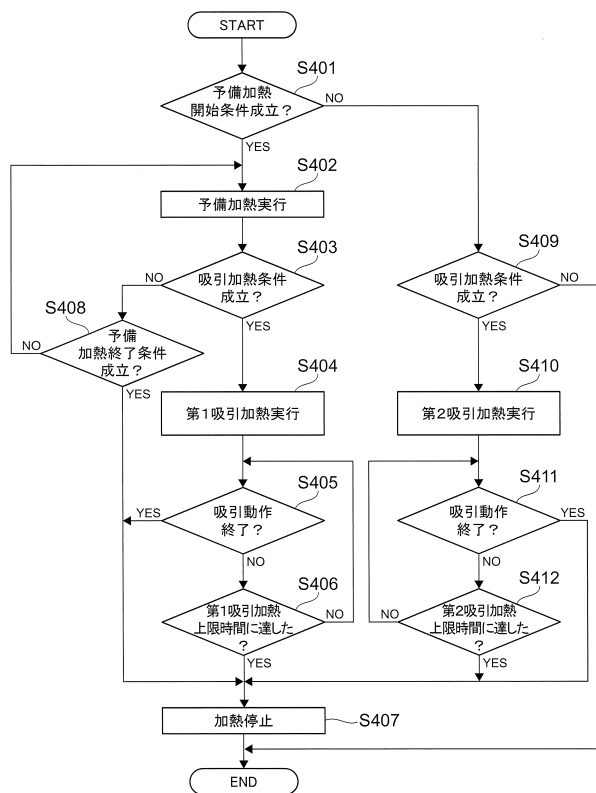 START
S401
予備加熱
開始条件成立？
NO
YES
S402
予備加熱実行
S403
吸引加熱条件
成立？
NO
YES
S408
予備
加熱終了条件
成立？
NO
YES
S404
第1吸引加熱実行
S405
吸引動作
終了？
YES
NO
S406
第1吸引加熱
上限時間に達した
？
NO
YES
S407
加熱停止
END
S409
吸引加熱条件
成立？
NO
YES
S410
第2吸引加熱実行
S411
吸引動作
終了？
YES
NO
S412
第2吸引加熱
上限時間に達した
？
NO
YES